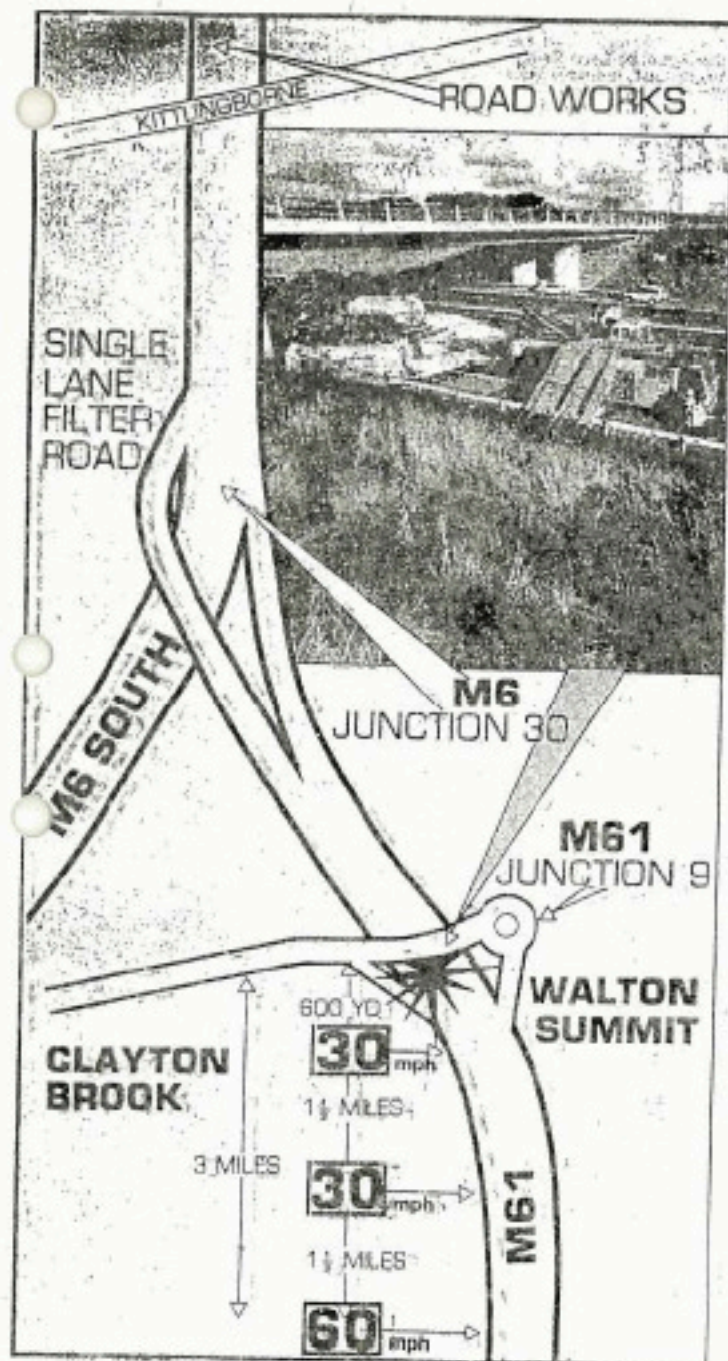 ROAD WORKS
KITTLINGBORNE
SINGLE
LANE
FILTER
ROAD
M6
JUNCTION 30
M6 SOUTH
M61
JUNCTION 9
WALTON
SUMMIT
600 YD
CLAYTON
BROOK
30 mph
1½ MILES
3 MILES
30 mph
M61
1½ MILES
60 mph